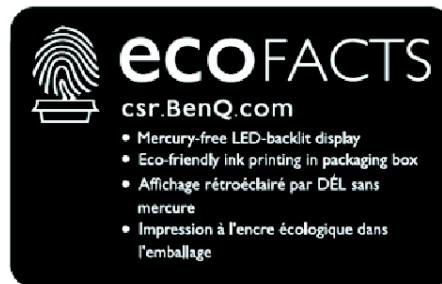 ecoFACTS
csr.BenQ.com
• Mercury-free LED-backlit display
• Eco-friendly ink printing in packaging box
• Affichage rétroéclairé par DÉL sans
mercure
• Impression à l'encre écologique dans
l'emballage